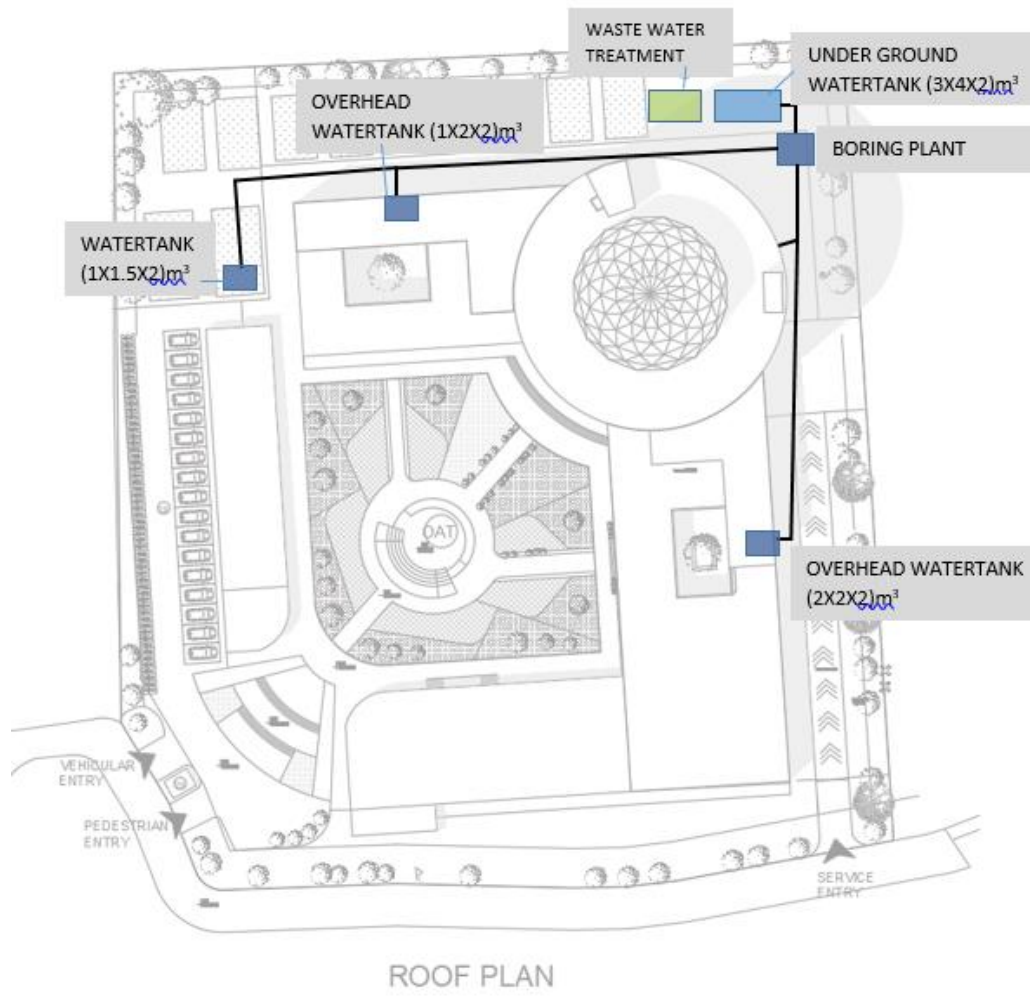 WASTE WATER
TREATMENT
UNDER GROUND
WATERTANK (3X4X2)m³
OVERHEAD
WATERTANK (1X2X2)m³
BORING PLANT
WATERTANK
(1X1.5X2)m³
OAT
OVERHEAD WATERTANK
(2X2X2)m³
VEHICULAR
ENTRY
PEDESTRIAN
ENTRY
SERVICE
ENTRY
ROOF PLAN